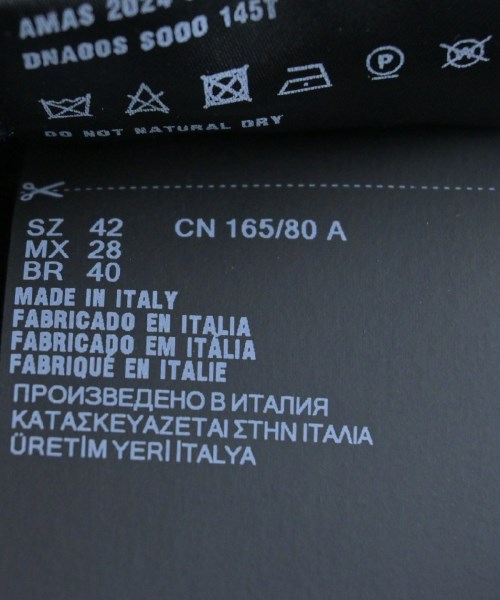 AMAS 2024
DNAOOS SOOO 145T
P
DO NOT NATURAL DRY
SZ 42 CN 165/80 A
MX 28
BR 40
MADE IN ITALY
FABRICADO EN ITALIA
FABRICADO EM ITÁLIA
FABRIQUÉ EN ITALIE
ПРОИЗВЕДЕНО В ИТАЛИЯ
ΚΑΤΑΣΚΕΥΑΖΕΤΑΙ ΣΤΗΝ ΙΤΑΛΙΑ
ÜRETİM YERİ İTALYA